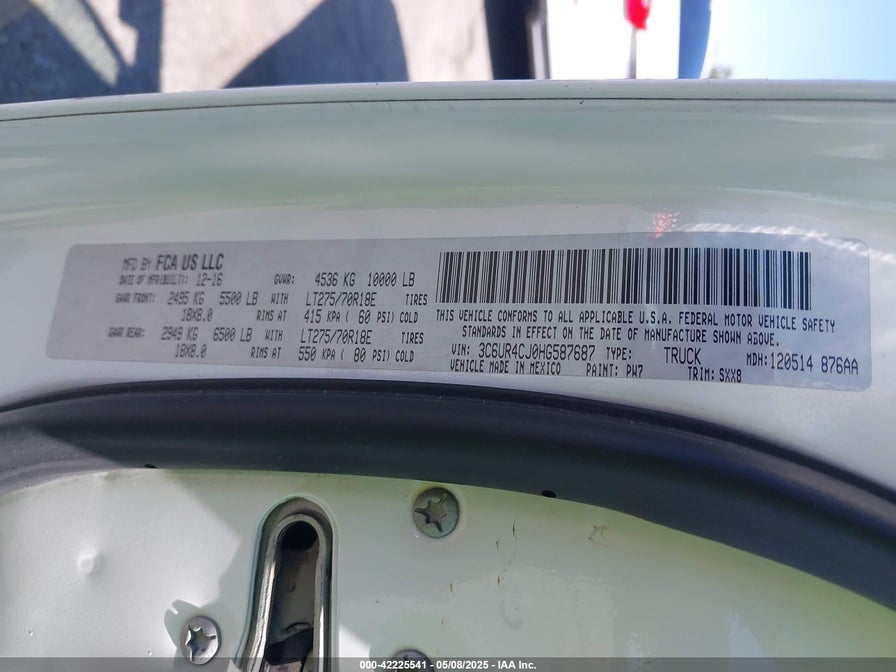 MFD BY FCA US LLC
DATE OF MFR(BUILT): 12-16 GVWR: 4536 KG 10000 LB
GAWR FRONT: 2495 KG 5500 LB WITH LT275/70R18E TIRES
18X8.0 RIMS AT 415 KPA ( 60 PSI) COLD
GAWR REAR: 2949 KG 6500 LB WITH LT275/70R18E TIRES
18X8.0 RIMS AT 550 KPA ( 80 PSI) COLD
THIS VEHICLE CONFORMS TO ALL APPLICABLE U.S.A. FEDERAL MOTOR VEHICLE SAFETY
STANDARDS IN EFFECT ON THE DATE OF MANUFACTURE SHOWN ABOVE.
VIN: 3C6UR4CJ0HG587687 TYPE: TRUCK MDH: 120514 876AA
VEHICLE MADE IN MEXICO PAINT: PW7 TRIM: SXX8
000-42225541 - 05/08/2025 - IAA Inc.